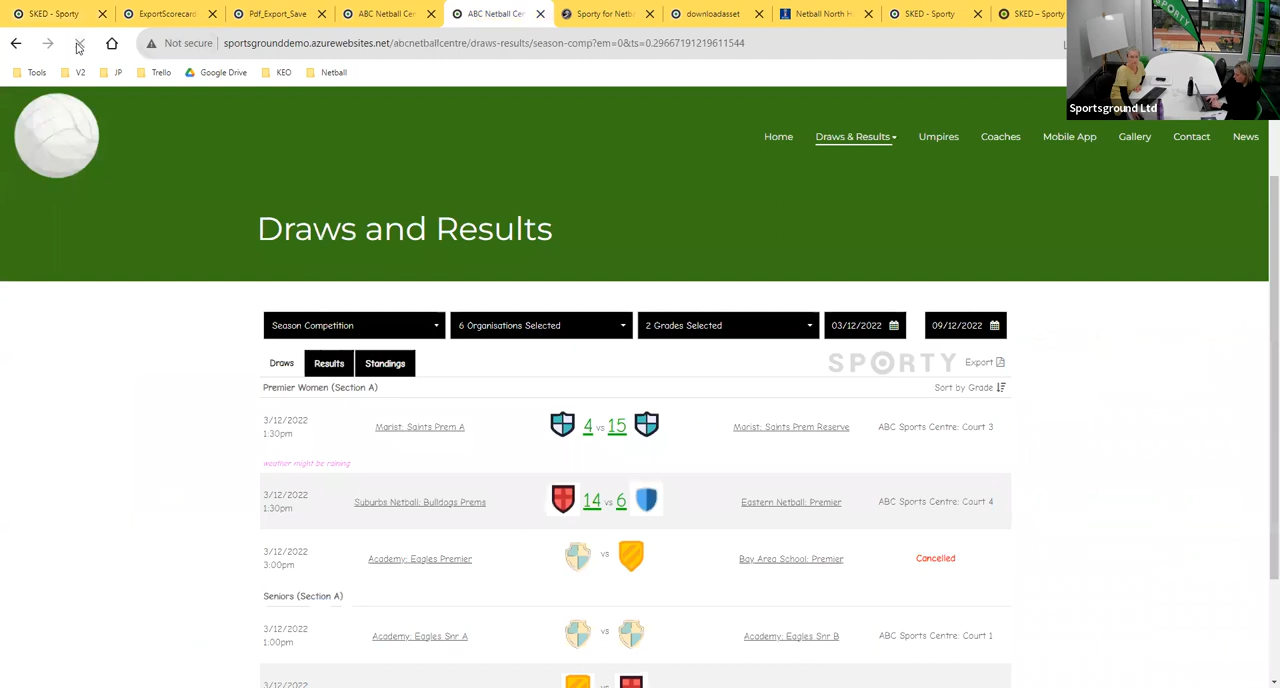 SKED - Sporty
ExportScorecard
Pdf_Export_Save
ABC Netball Cen
ABC Netball Cen
Sporty for Netb
downloadasset
Netball North H
SKED - Sporty
SKED – Sporty
Not secure
sportsgrounddemo.azurewebsites.net/abcnetballcentre/draws-results/season-comp?em=0&ts=0.29667191219611544
Tools V2 JP Trello Google Drive KEO Netball
SPORTY
Sportsground Ltd
Home Draws & Results Umpires Coaches Mobile App Gallery Contact News
Draws and Results
Season Competition 6 Organisations Selected 2 Grades Selected 03/12/2022 09/12/2022
Draws Results Standings SPORTY Export
Premier Women (Section A) Sort by Grade
3/12/2022
1:30pm
Marist: Saints Prem A 4 vs 15 Marist: Saints Prem Reserve ABC Sports Centre: Court 3
weather might be raining
3/12/2022
1:30pm
Suburbs Netball: Bulldogs Prems 14 vs 6 Eastern Netball: Premier ABC Sports Centre: Court 4
3/12/2022
3:00pm
Academy: Eagles Premier vs Bay Area School: Premier Cancelled
Seniors (Section A)
3/12/2022
1:00pm
Academy: Eagles Snr A vs Academy: Eagles Snr B ABC Sports Centre: Court 1
3/12/2022